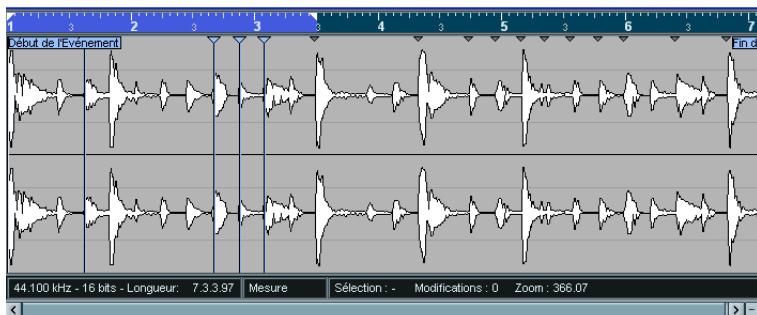 1 3 2 3 3 3 4 3 5 3 6 3 7
Début de l'Evénement Fin d
44.100 kHz - 16 bits - Longueur: 7.3.3.97 Mesure Sélection : - Modifications : 0 Zoom : 366.07